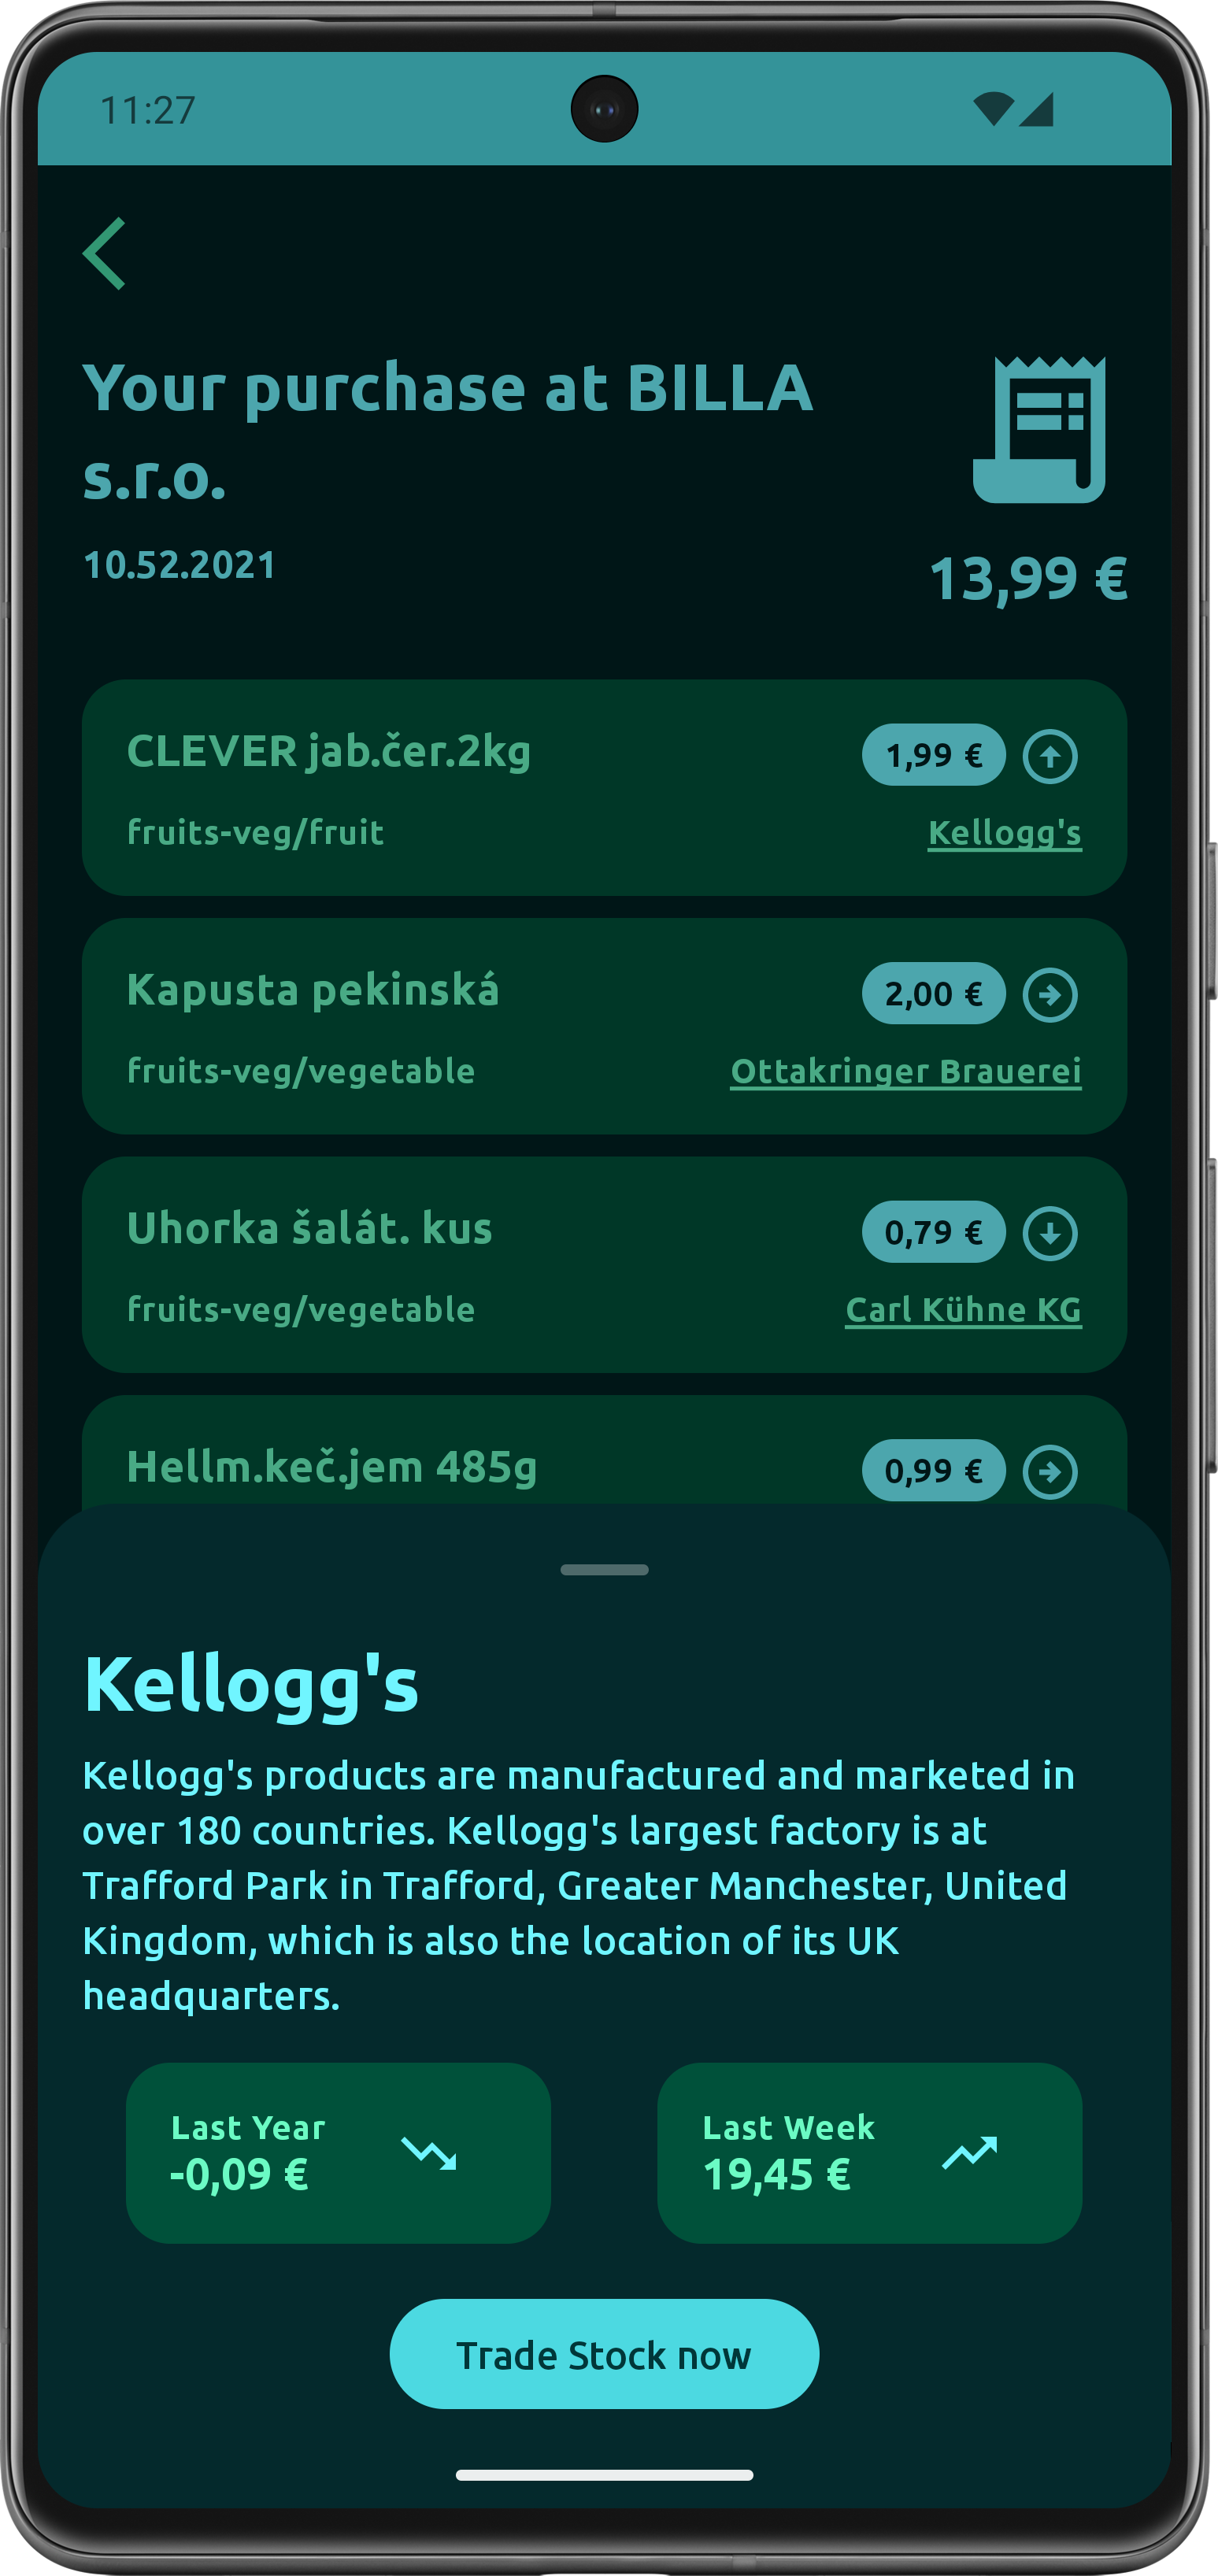 11:27
Your purchase at BILLA
s.r.o.
10.52.2021
13,99 €
CLEVER jab.čer.2kg
1,99 €
fruits-veg/fruit
Kellogg's
Kapusta pekinská
2,00 €
fruits-veg/vegetable
Ottakringer Brauerei
Uhorka šalát. kus
0,79 €
fruits-veg/vegetable
Carl Kühne KG
Hellm.keč.jem 485g
0,99 €
Kellogg's
Kellogg's products are manufactured and marketed in
over 180 countries. Kellogg's largest factory is at
Trafford Park in Trafford, Greater Manchester, United
Kingdom, which is also the location of its UK
headquarters.
Last Year
-0,09 €
Last Week
19,45 €
Trade Stock now